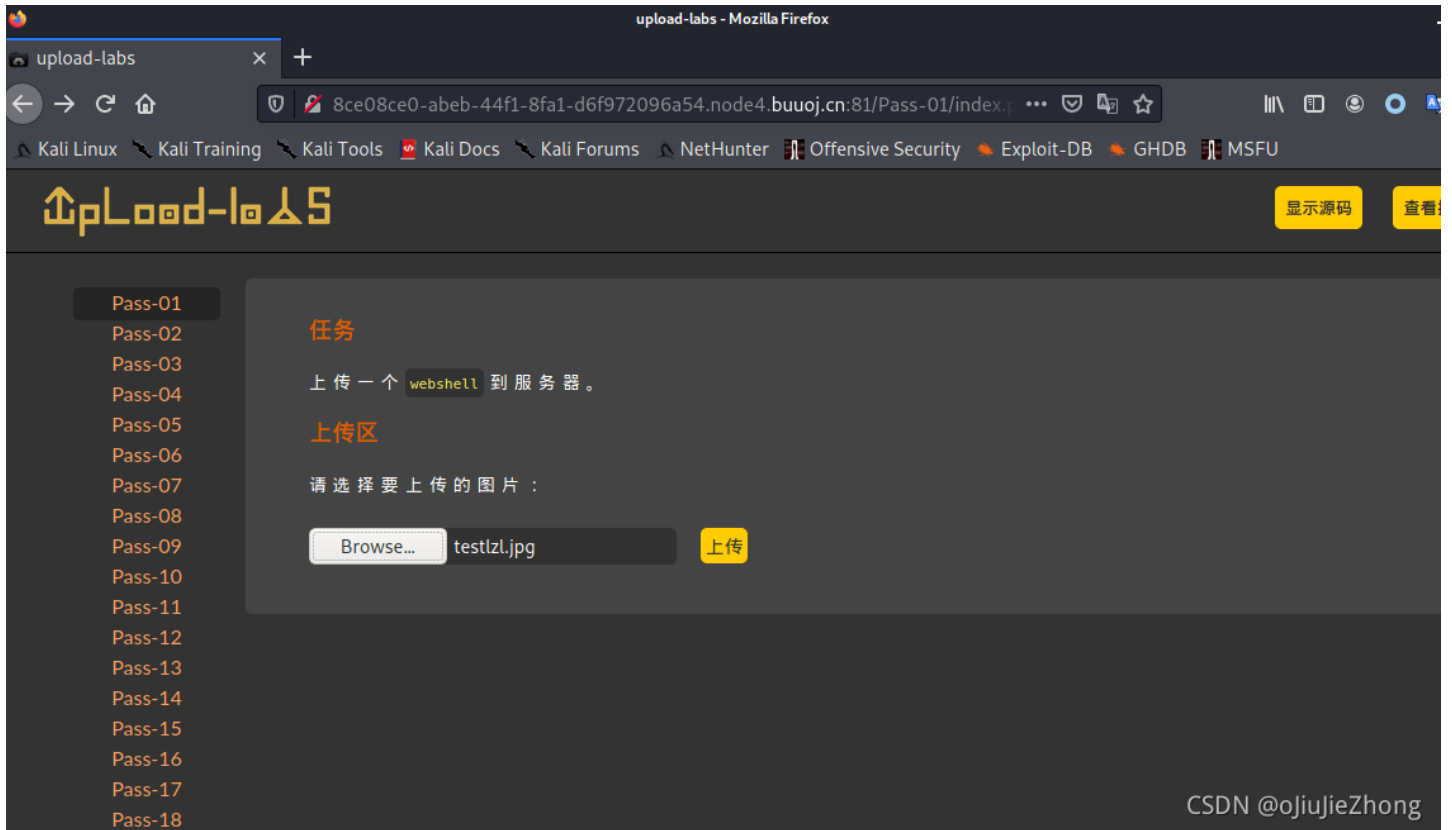 upload-labs - Mozilla Firefox
upload-labs
8ce08ce0-abeb-44f1-8fa1-d6f972096a54.node4.buuoj.cn:81/Pass-01/index.p
Kali Linux Kali Training Kali Tools Kali Docs Kali Forums NetHunter Offensive Security Exploit-DB GHDB MSFU
UpLoad-labS
显示源码 查看
Pass-01
Pass-02
Pass-03
Pass-04
Pass-05
Pass-06
Pass-07
Pass-08
Pass-09
Pass-10
Pass-11
Pass-12
Pass-13
Pass-14
Pass-15
Pass-16
Pass-17
Pass-18
任务
上传一个 webshell 到服务器。
上传区
请选择要上传的图片：
Browse... testlzl.jpg 上传
CSDN @oJiuJieZhong